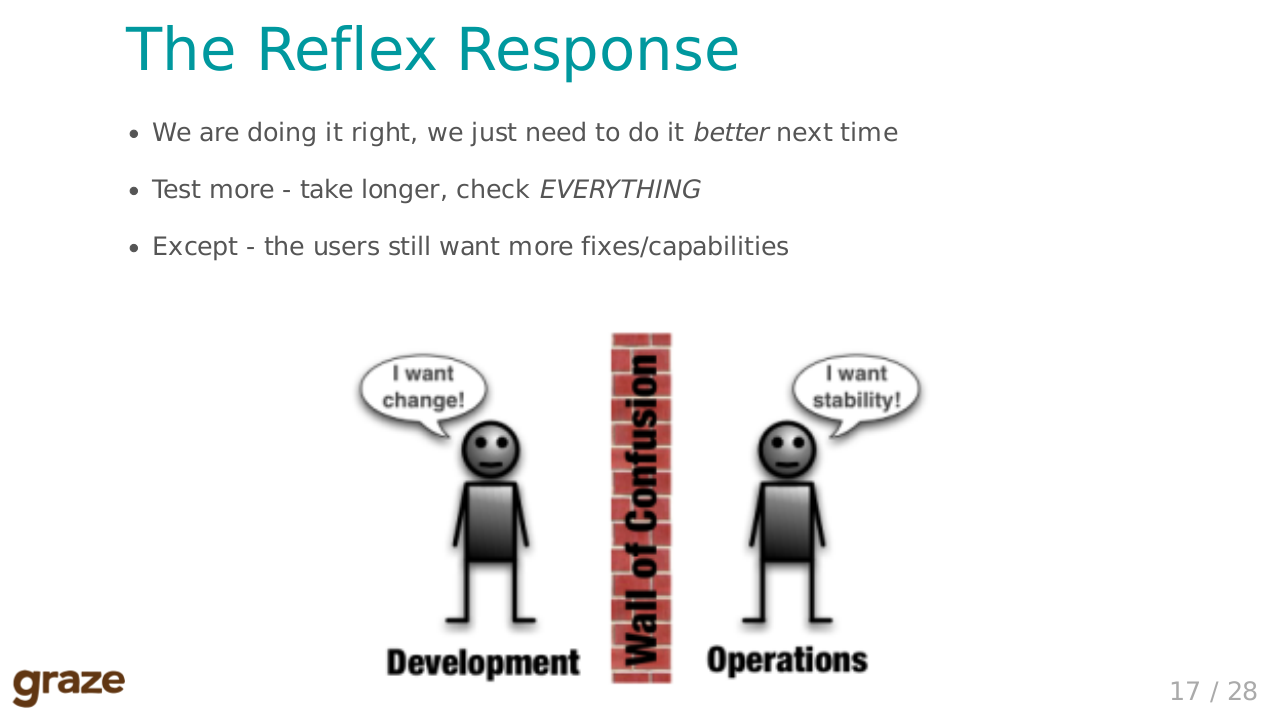 The Reflex Response
• We are doing it right, we just need to do it better next time
• Test more - take longer, check EVERYTHING
• Except - the users still want more fixes/capabilities
I want
change!
Wall of Confusion
I want
stability!
Development
Operations
graze
17 / 28